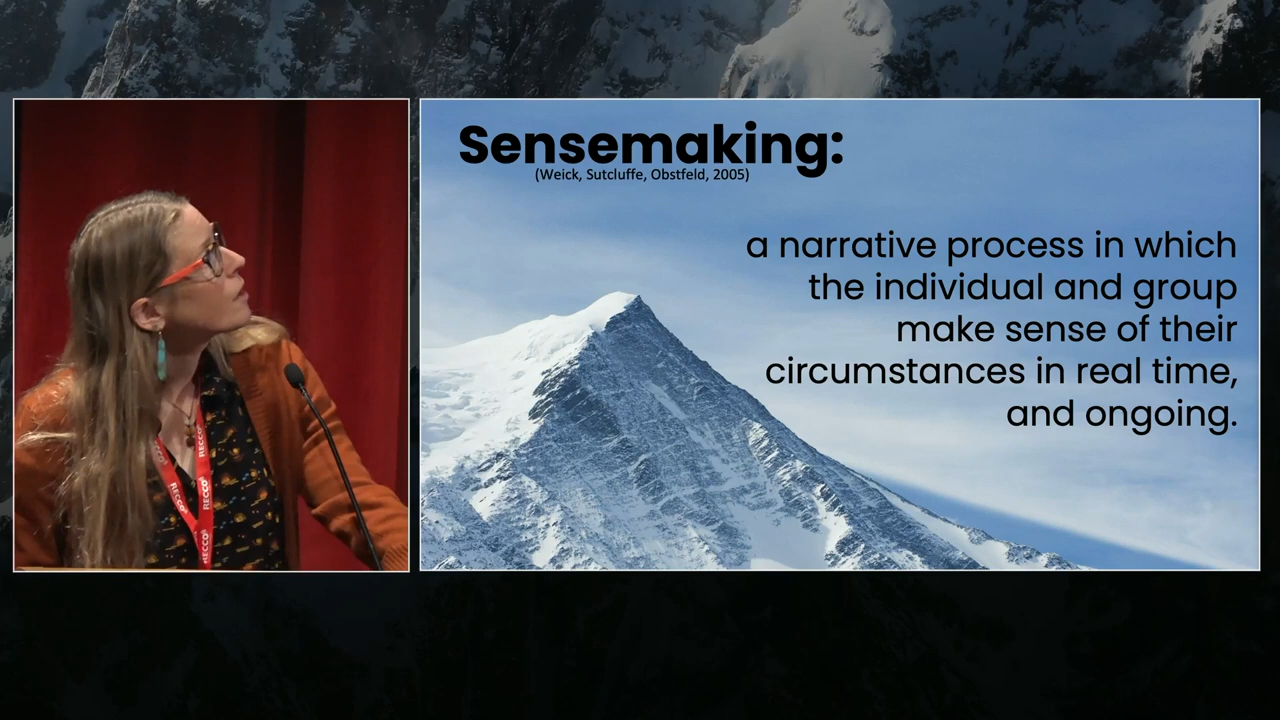 Sensemaking:
(Weick, Sutcluffe, Obstfeld, 2005)
a narrative process in which
the individual and group
make sense of their
circumstances in real time,
and ongoing.
RECCO
RECCO
RECCO